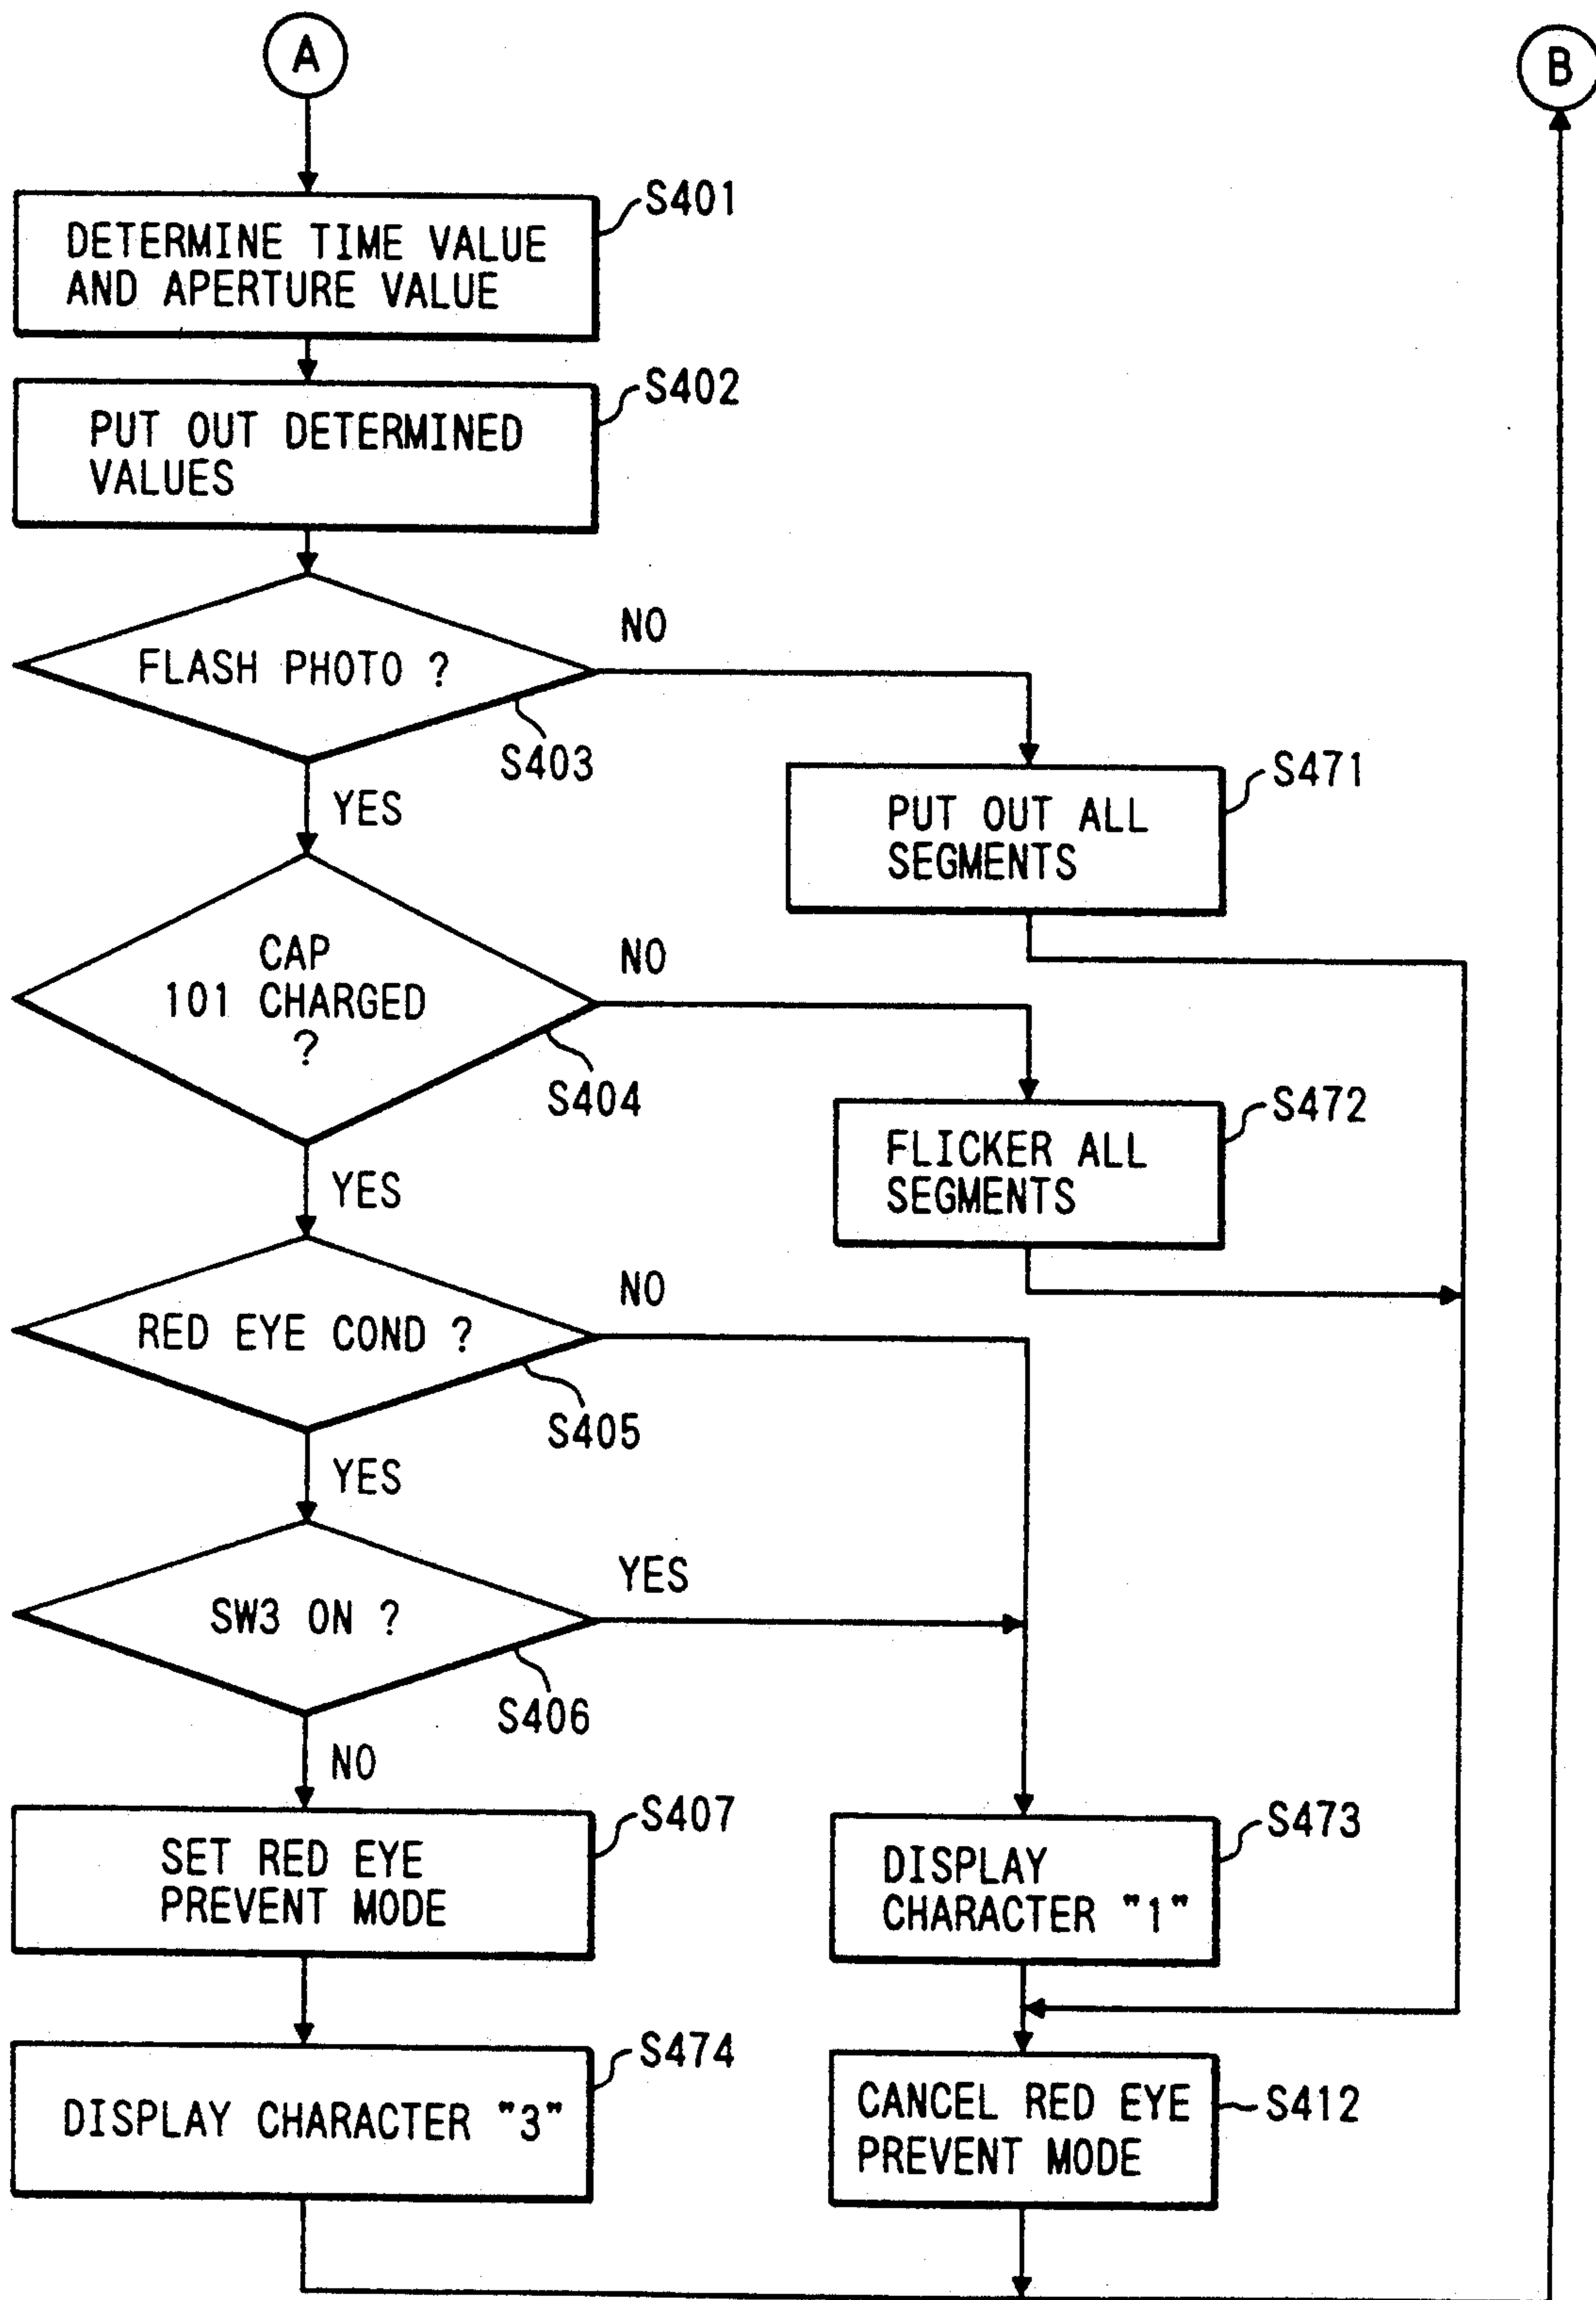 A
B
S401
DETERMINE TIME VALUE
AND APERTURE VALUE
S402
PUT OUT DETERMINED
VALUES
FLASH PHOTO ?
NO
S403
YES
S471
PUT OUT ALL
SEGMENTS
CAP
101 CHARGED
?
NO
S404
YES
S472
FLICKER ALL
SEGMENTS
RED EYE COND ?
NO
S405
YES
SW3 ON ?
YES
S406
NO
S407
SET RED EYE
PREVENT MODE
S473
DISPLAY
CHARACTER "1"
S474
DISPLAY CHARACTER "3"
CANCEL RED EYE
PREVENT MODE
S412